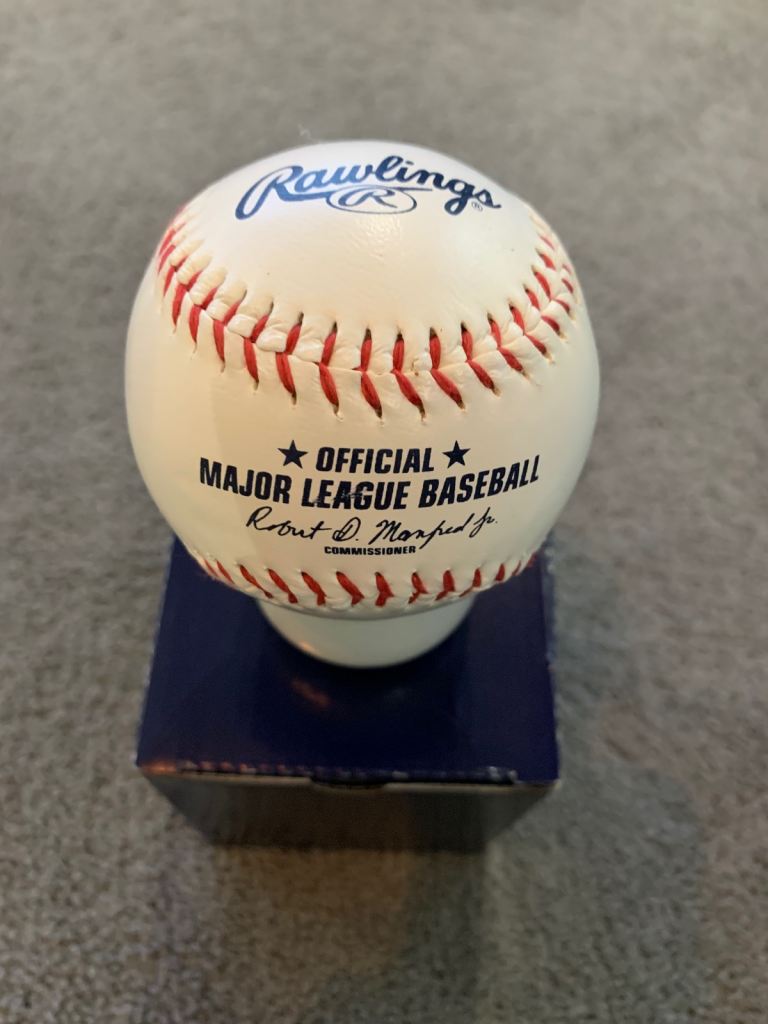 Rawlings®
R
★ OFFICIAL ★
MAJOR LEAGUE BASEBALL
Robert D. Manfred Jr.
COMMISSIONER